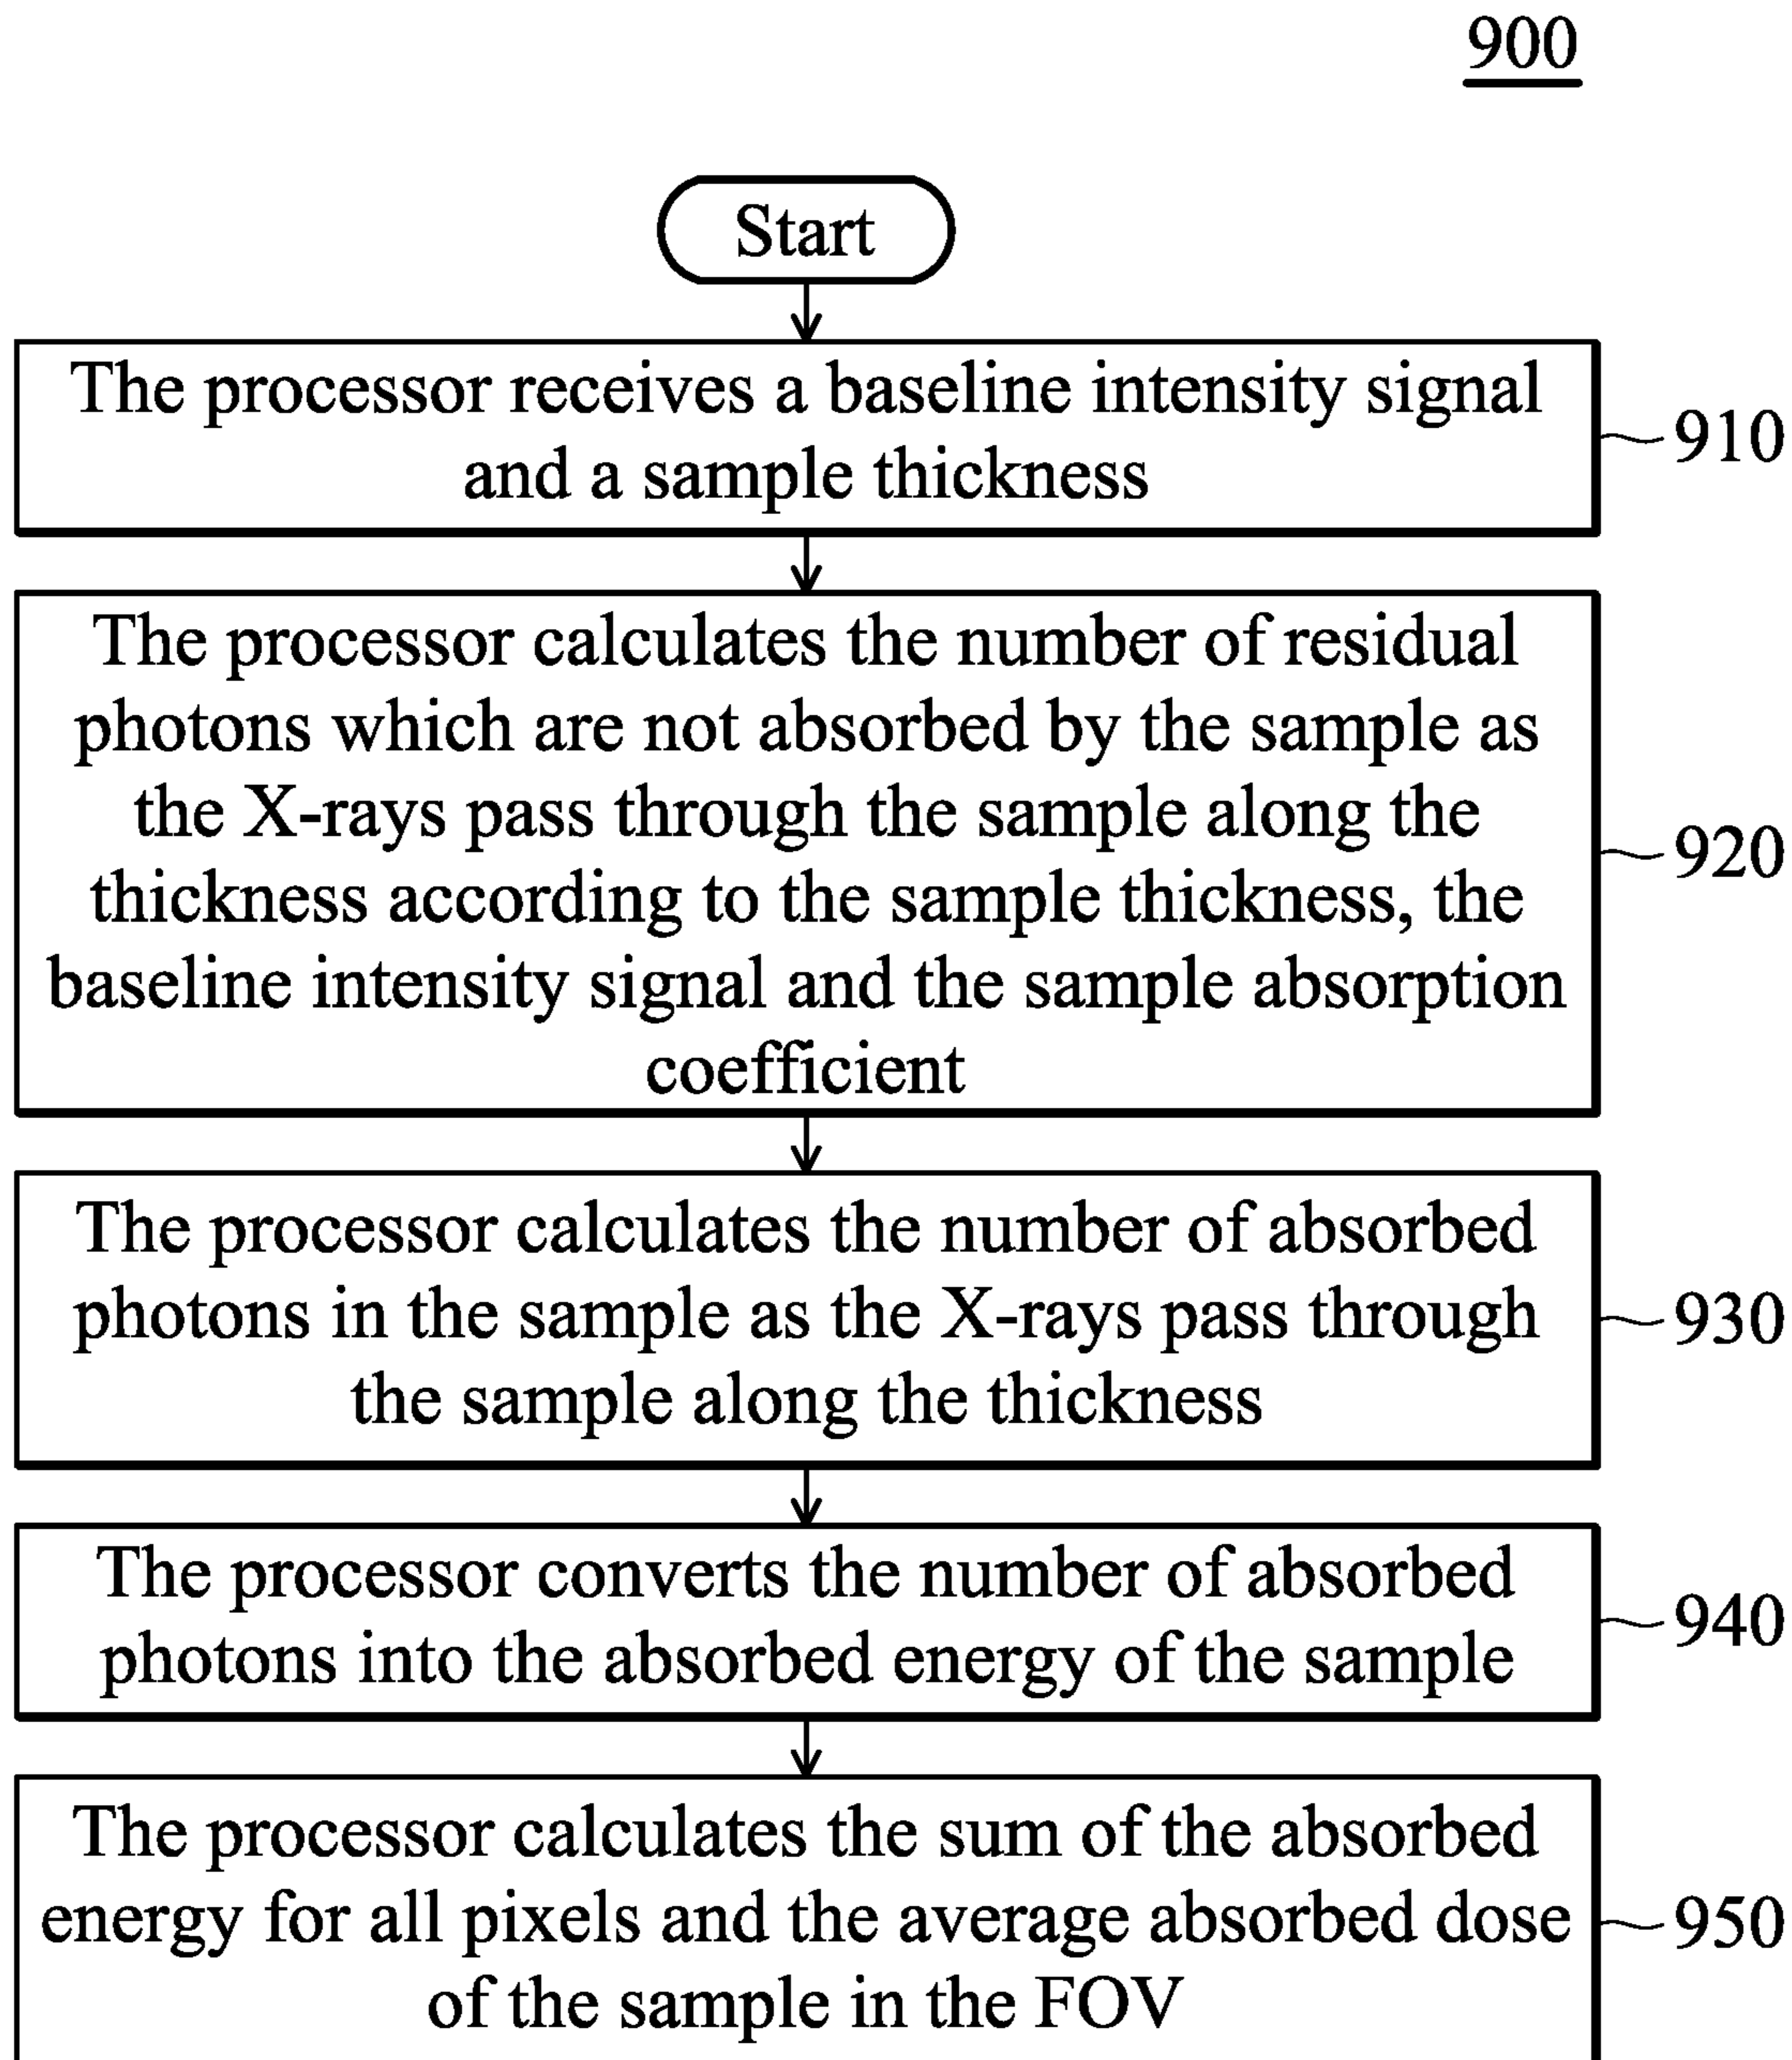 900
Start
The processor receives a baseline intensity signal
and a sample thickness
910
The processor calculates the number of residual
photons which are not absorbed by the sample as
the X-rays pass through the sample along the
thickness according to the sample thickness, the
baseline intensity signal and the sample absorption
coefficient
920
The processor calculates the number of absorbed
photons in the sample as the X-rays pass through
the sample along the thickness
930
The processor converts the number of absorbed
photons into the absorbed energy of the sample
940
The processor calculates the sum of the absorbed
energy for all pixels and the average absorbed dose
of the sample in the FOV
950